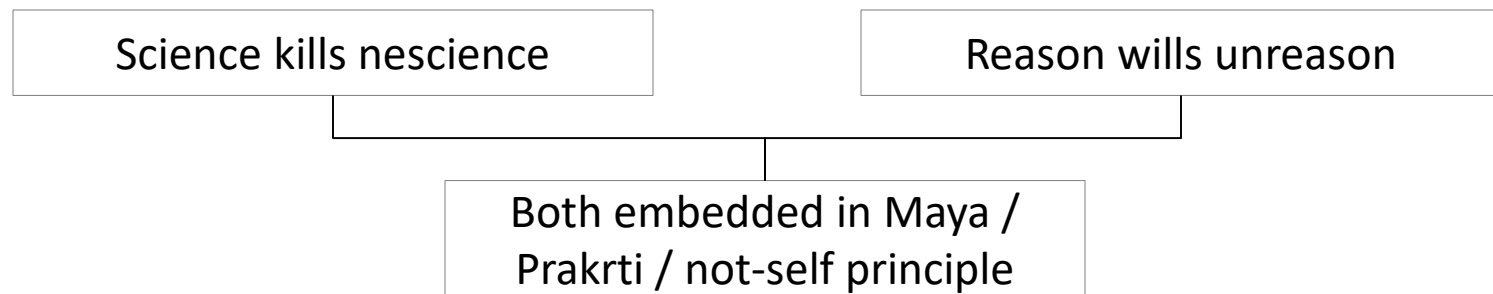 Science kills nescience
Reason wills unreason
Both embedded in Maya /
Prakrti / not-self principle